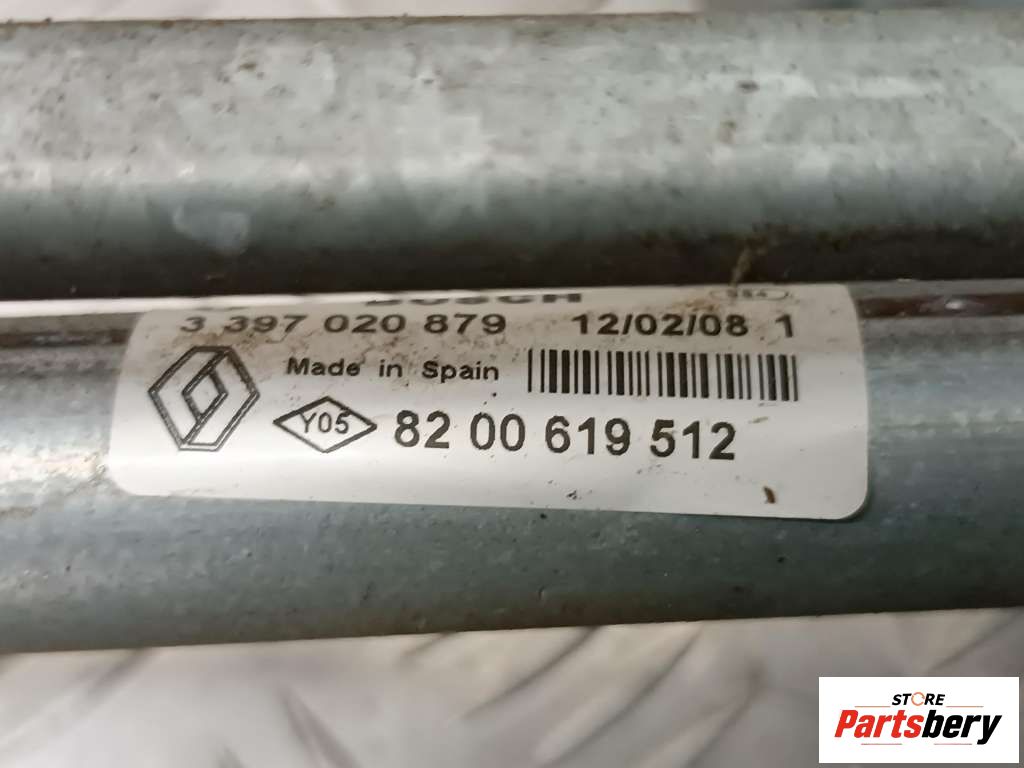 BOSCH
3 397 020 879 12/02/08 1
Made in Spain
Y05 82 00 619 512
STORE
Partsbery